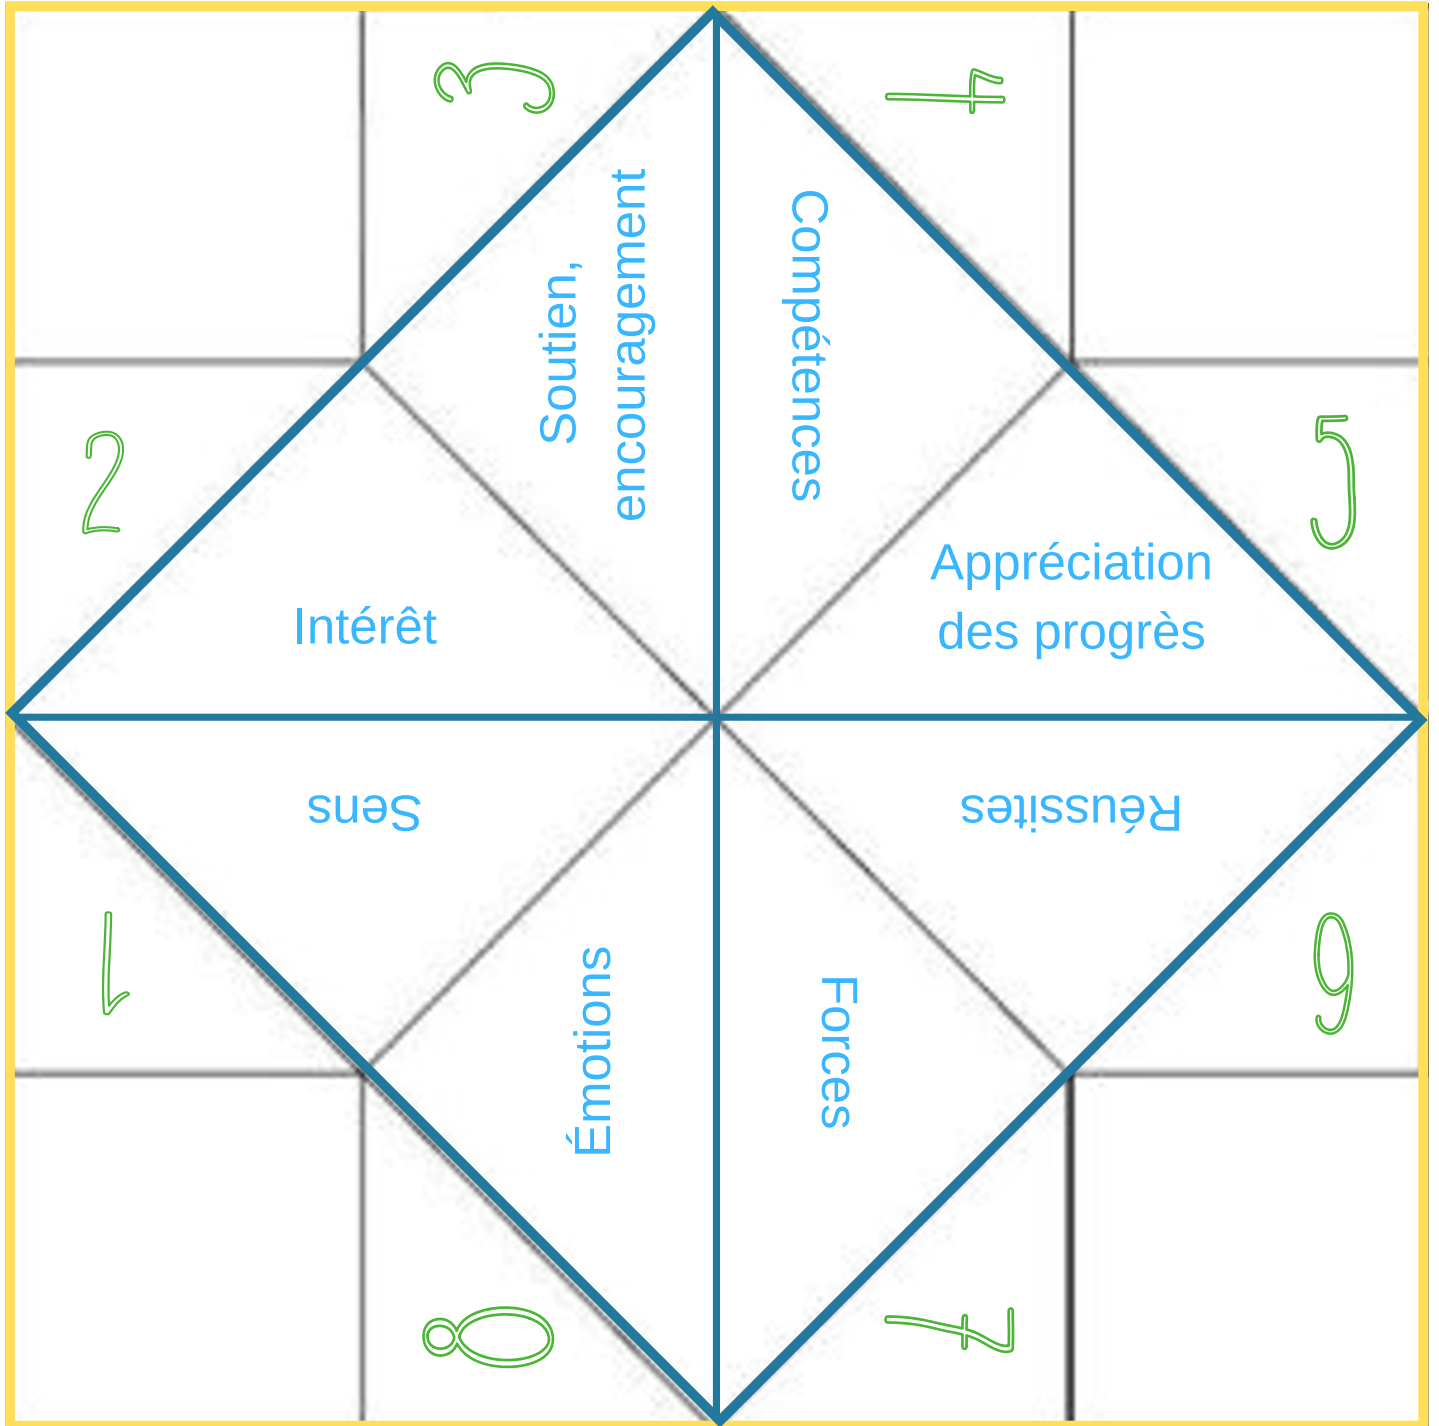 3
4
Soutien,
encouragement
Compétences
2
5
Intérêt
Appréciation
des progrès
Sens
Réussites
1
6
Émotions
Forces
8
7